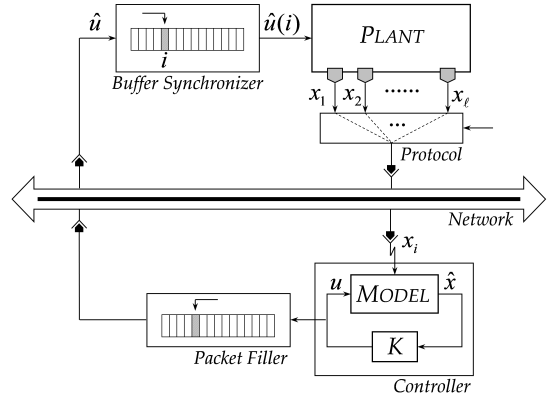 û
û(i)
PLANT
i
Buffer Synchronizer
x₁ x₂ ······ xℓ
...
Protocol
Network
xᵢ
u
MODEL
x̂
K
Packet Filler
Controller